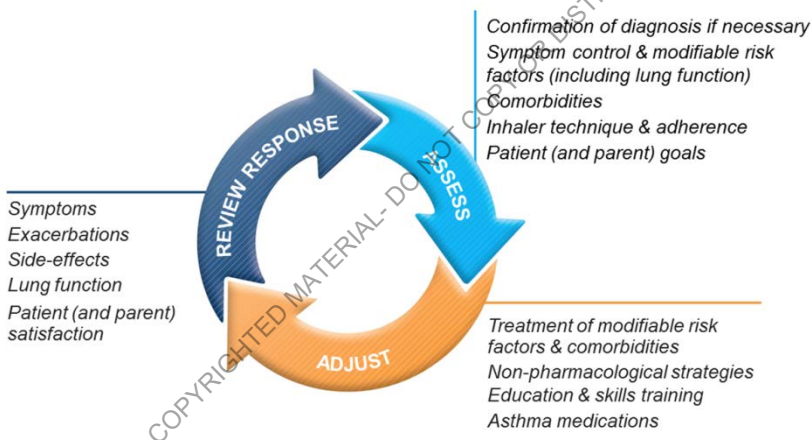 Confirmation of diagnosis if necessary
Symptom control & modifiable risk
factors (including lung function)
Comorbidities
Inhaler technique & adherence
Patient (and parent) goals
REVIEW RESPONSE
ASSESS
Symptoms
Exacerbations
Side-effects
Lung function
Patient (and parent)
satisfaction
ADJUST
Treatment of modifiable risk
factors & comorbidities
Non-pharmacological strategies
Education & skills training
Asthma medications
COPYRIGHTED MATERIAL- DO NOT COPY OR